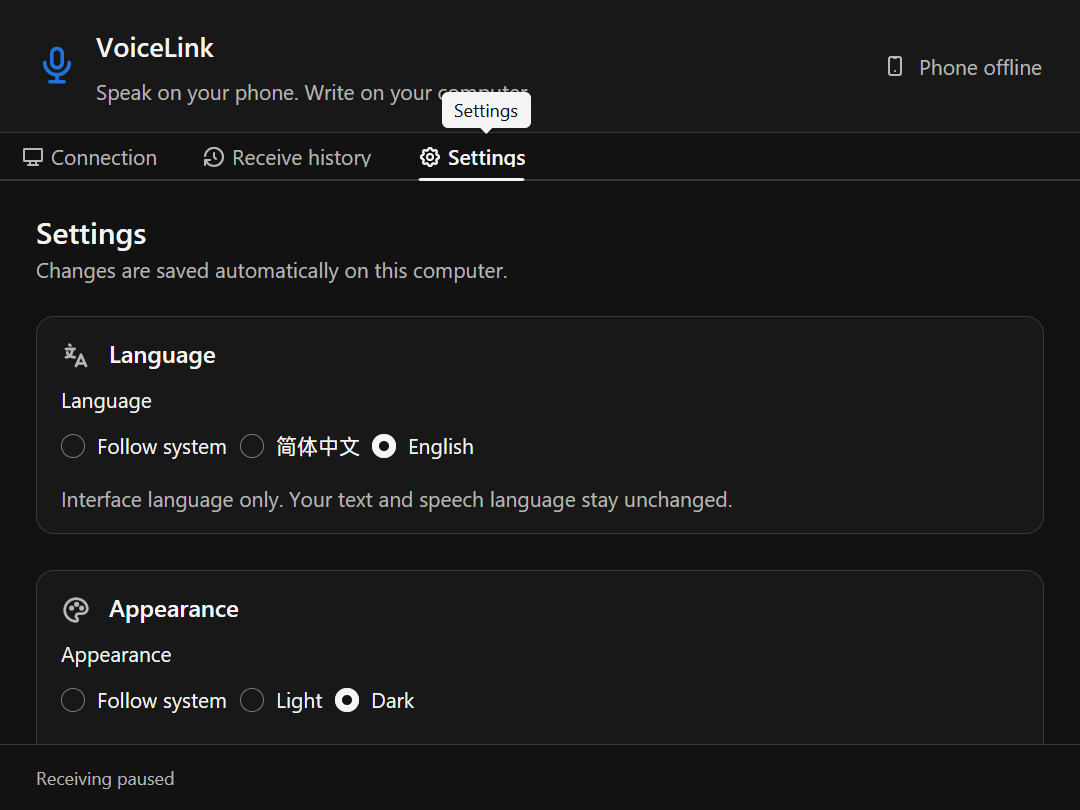 VoiceLink
Speak on your phone. Write on your computer.
Phone offline
Settings
Connection
Receive history
Settings
Settings
Changes are saved automatically on this computer.
Language
Language
Follow system
简体中文
English
Interface language only. Your text and speech language stay unchanged.
Appearance
Appearance
Follow system
Light
Dark
Receiving paused